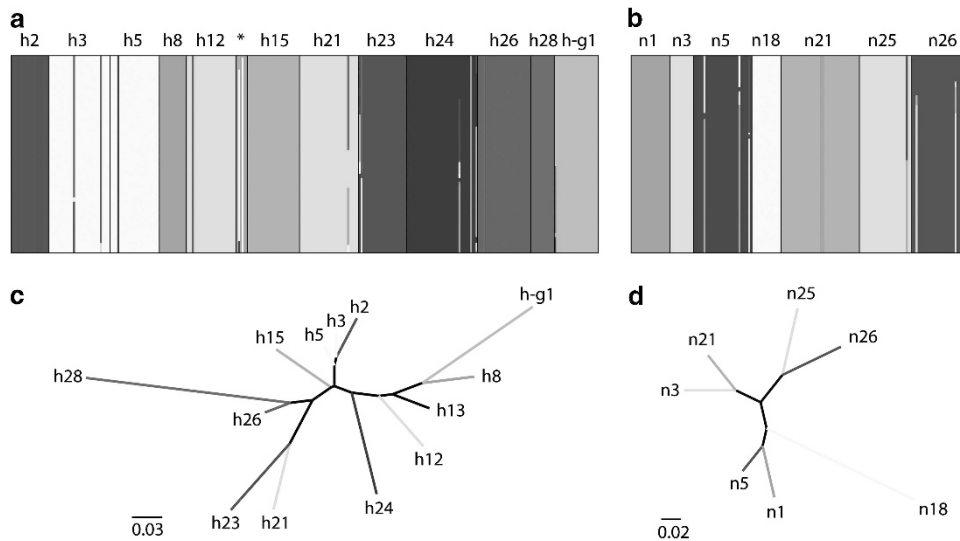 a
h2 h3 h5 h8 h12 * h15 h21 h23 h24 h26 h28 h-g1
b
n1 n3 n5 n18 n21 n25 n26
c
h-g1
h2
h3
h5
h15
h28
h8
h26
h13
h12
h24
h23
h21
0.03
d
n25
n26
n21
n3
n5
n1
n18
0.02